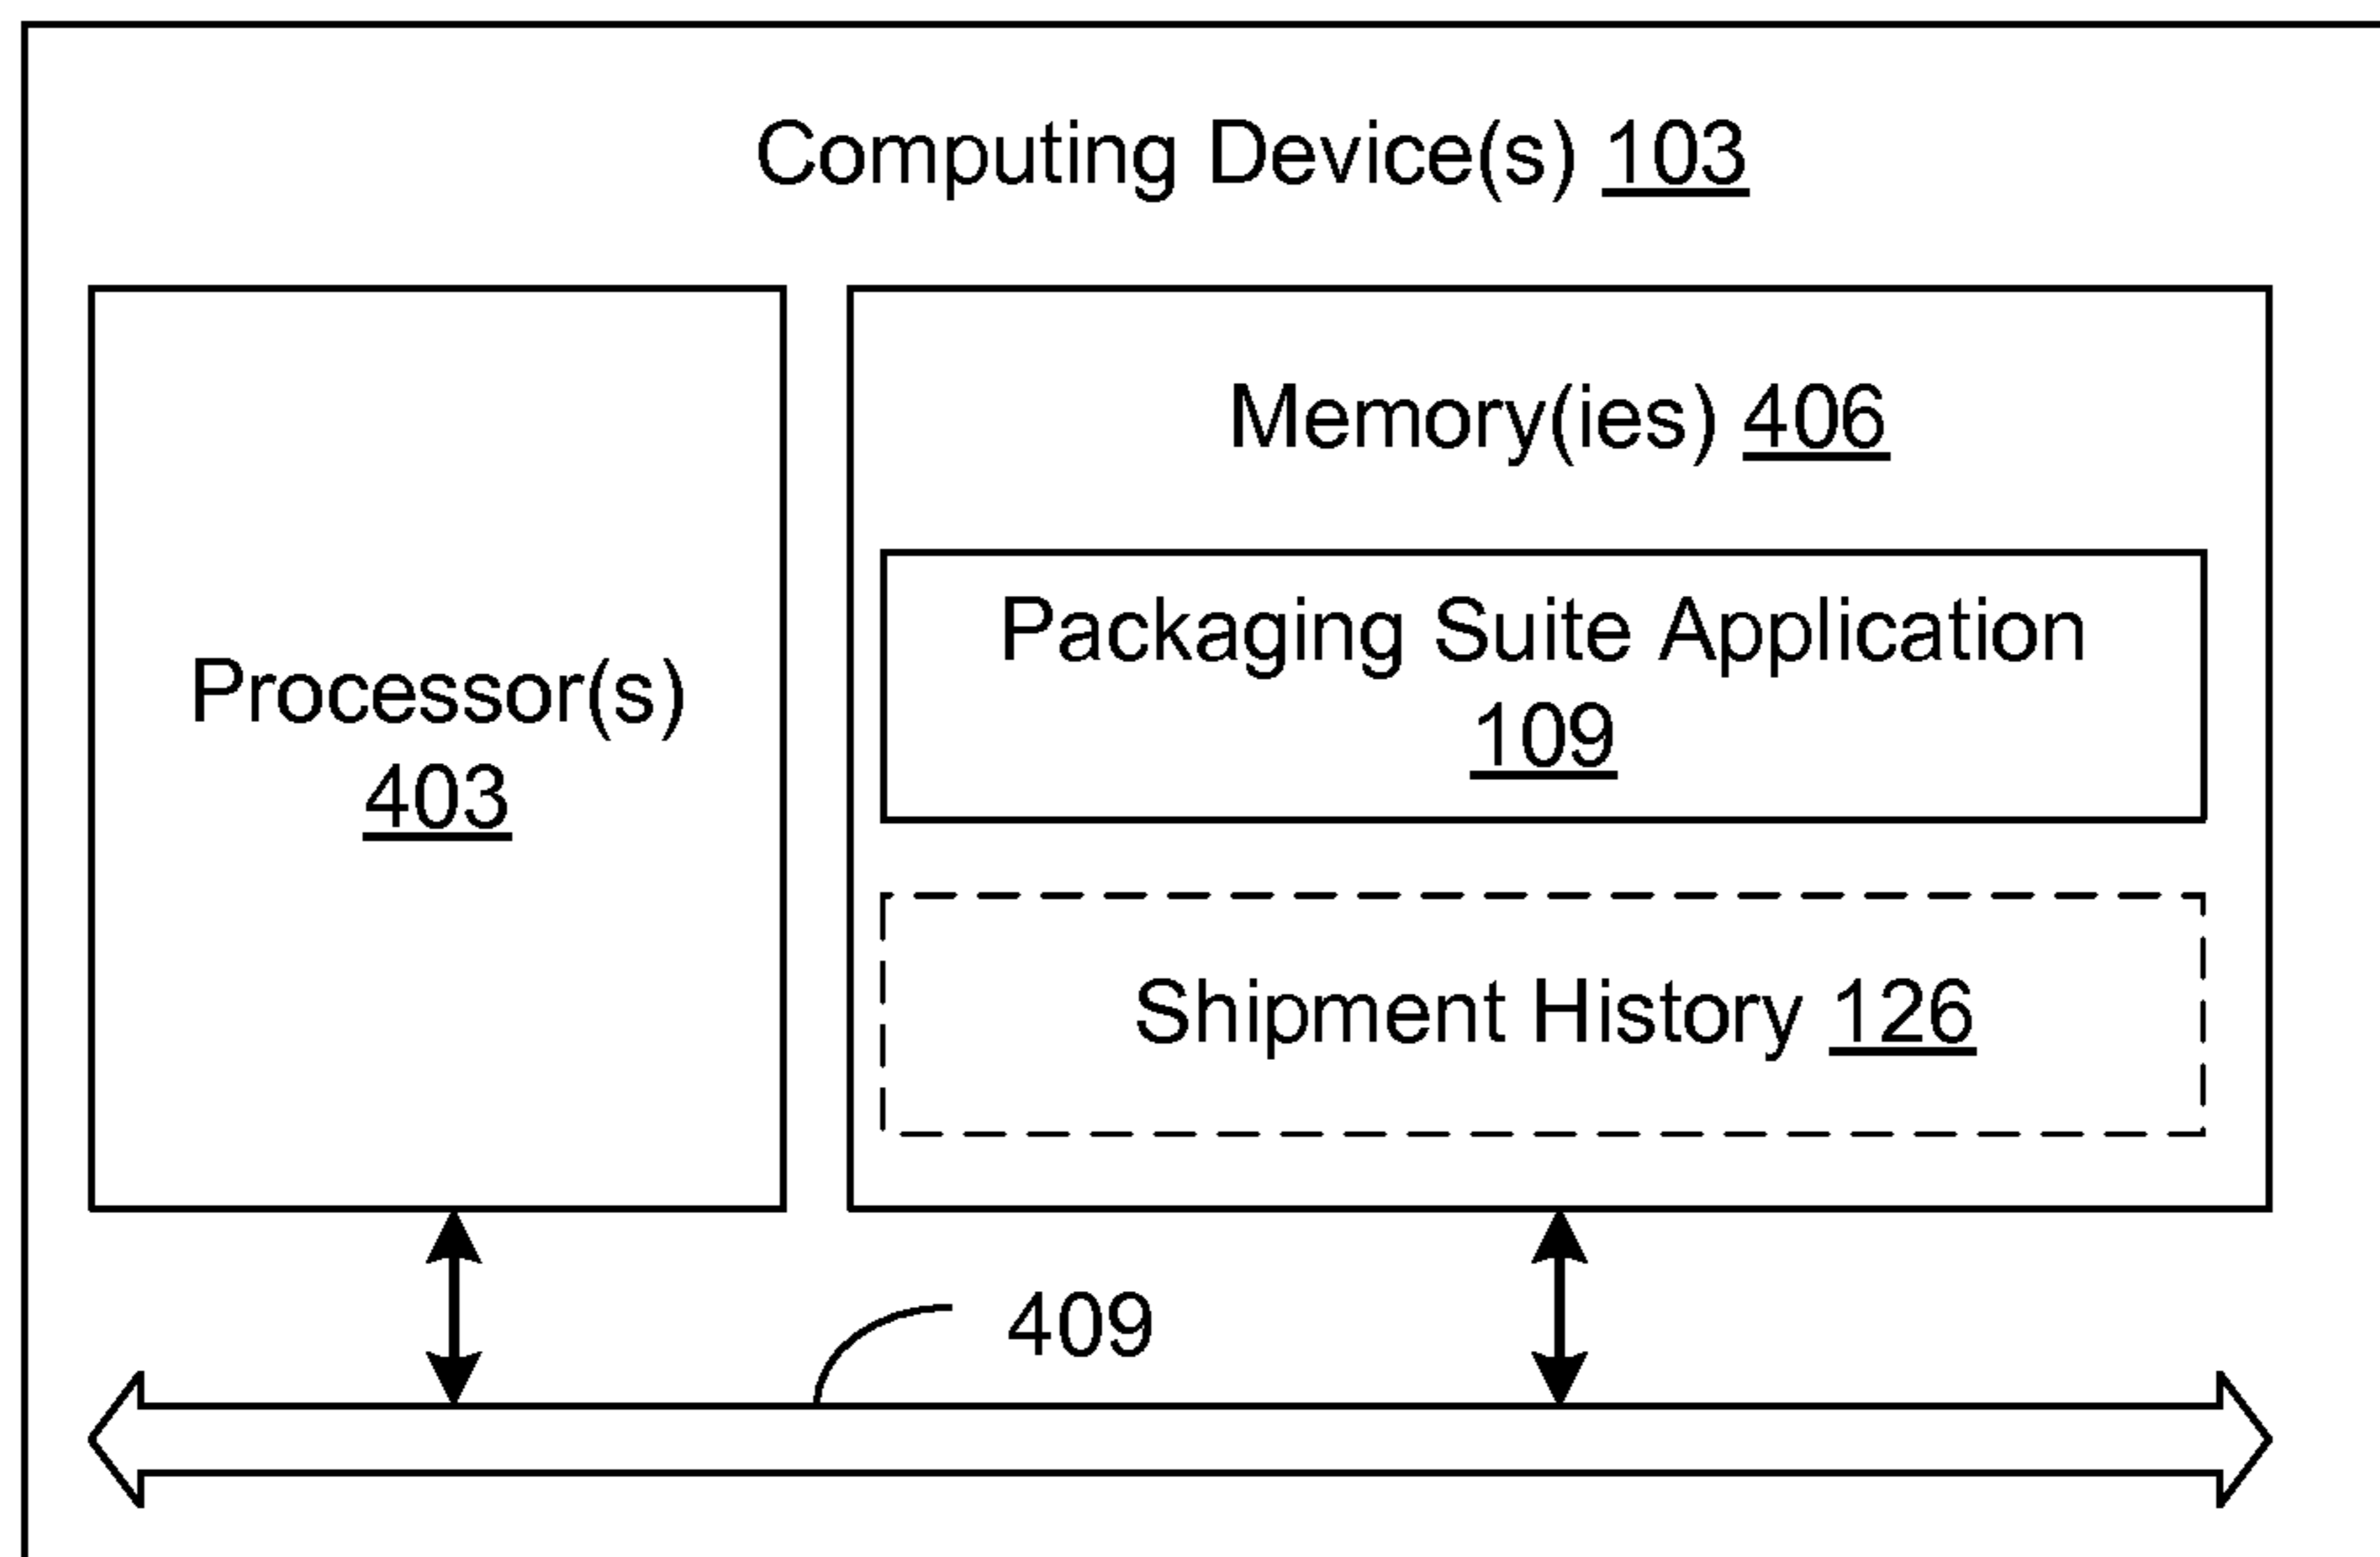 Computing Device(s) 103
Processor(s)
403
Memory(ies) 406
Packaging Suite Application
109
Shipment History 126
409